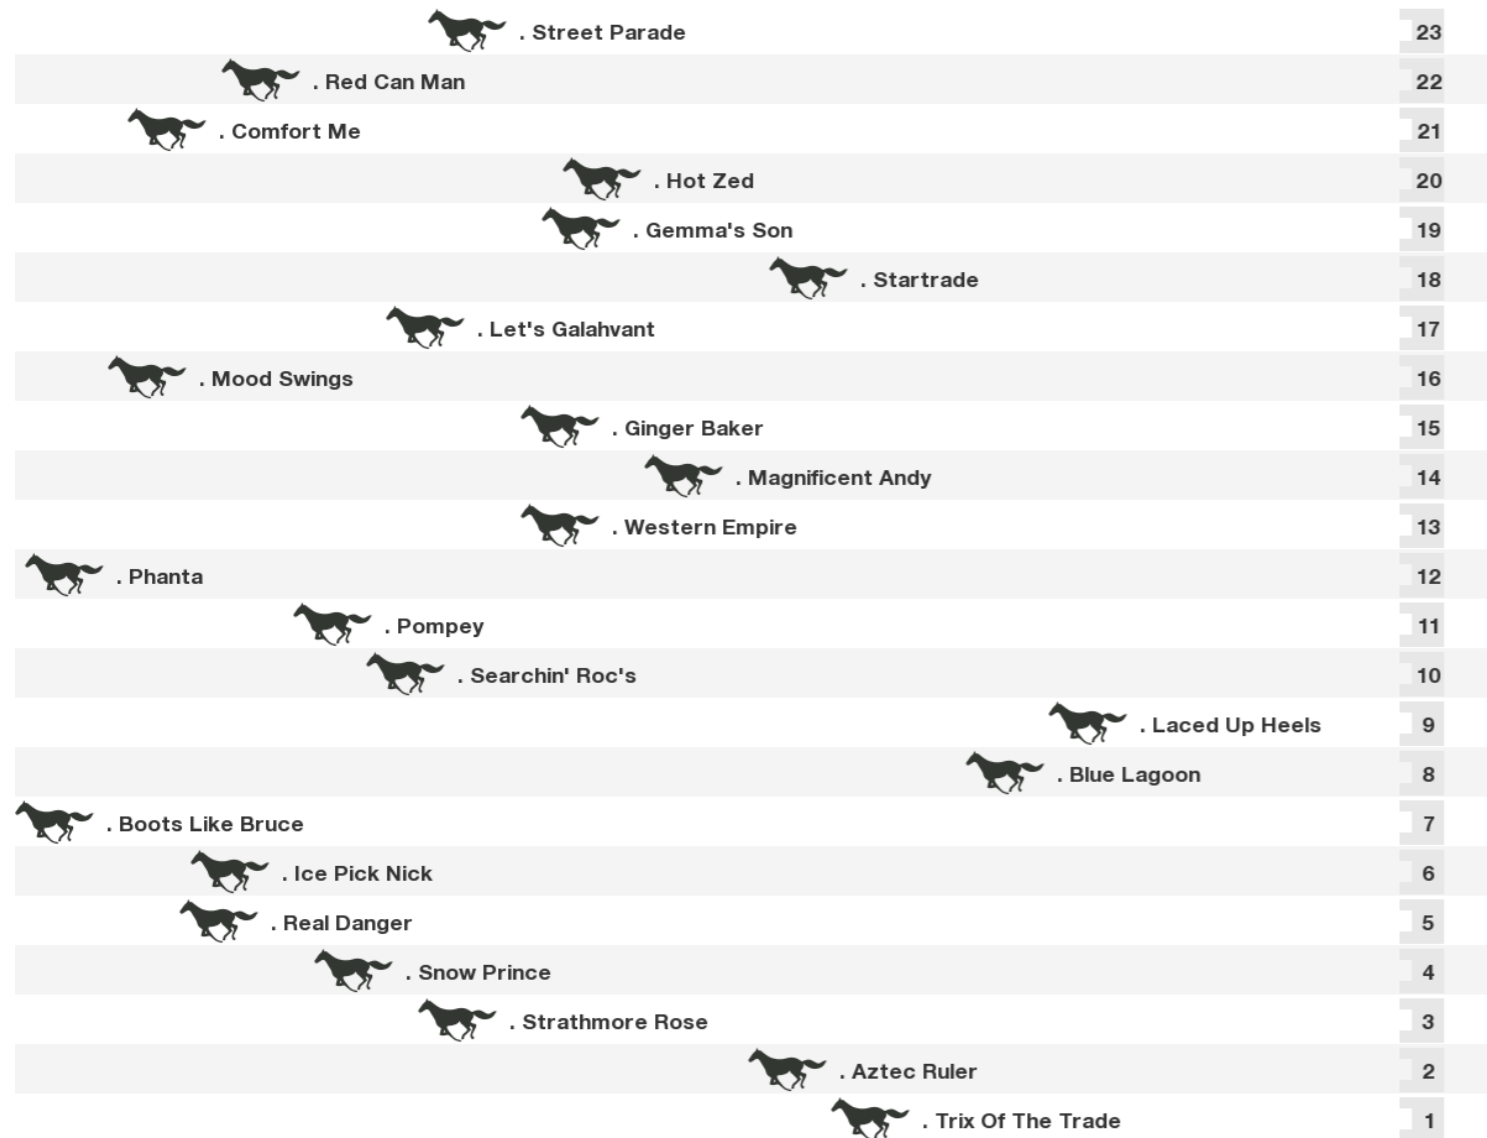 . Street Parade 23
. Red Can Man 22
. Comfort Me 21
. Hot Zed 20
. Gemma's Son 19
. Startrade 18
. Let's Galahvant 17
. Mood Swings 16
. Ginger Baker 15
. Magnificent Andy 14
. Western Empire 13
. Phanta 12
. Pompey 11
. Searchin' Roc's 10
. Laced Up Heels 9
. Blue Lagoon 8
. Boots Like Bruce 7
. Ice Pick Nick 6
. Real Danger 5
. Snow Prince 4
. Strathmore Rose 3
. Aztec Ruler 2
. Trix Of The Trade 1